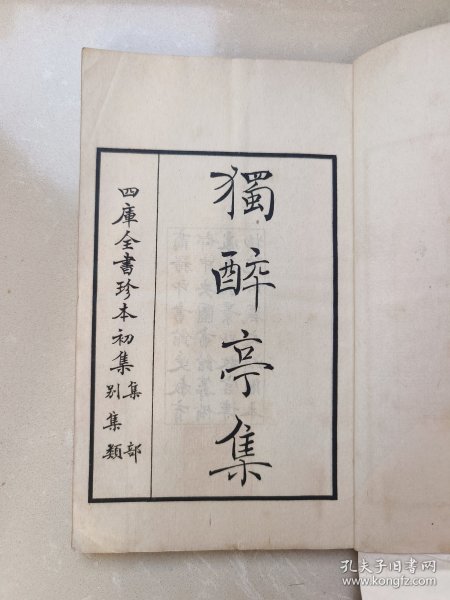 獨醉亭集
四庫全書珍本初集
集部
別集類
孔夫子旧书网
www.kongfz.com